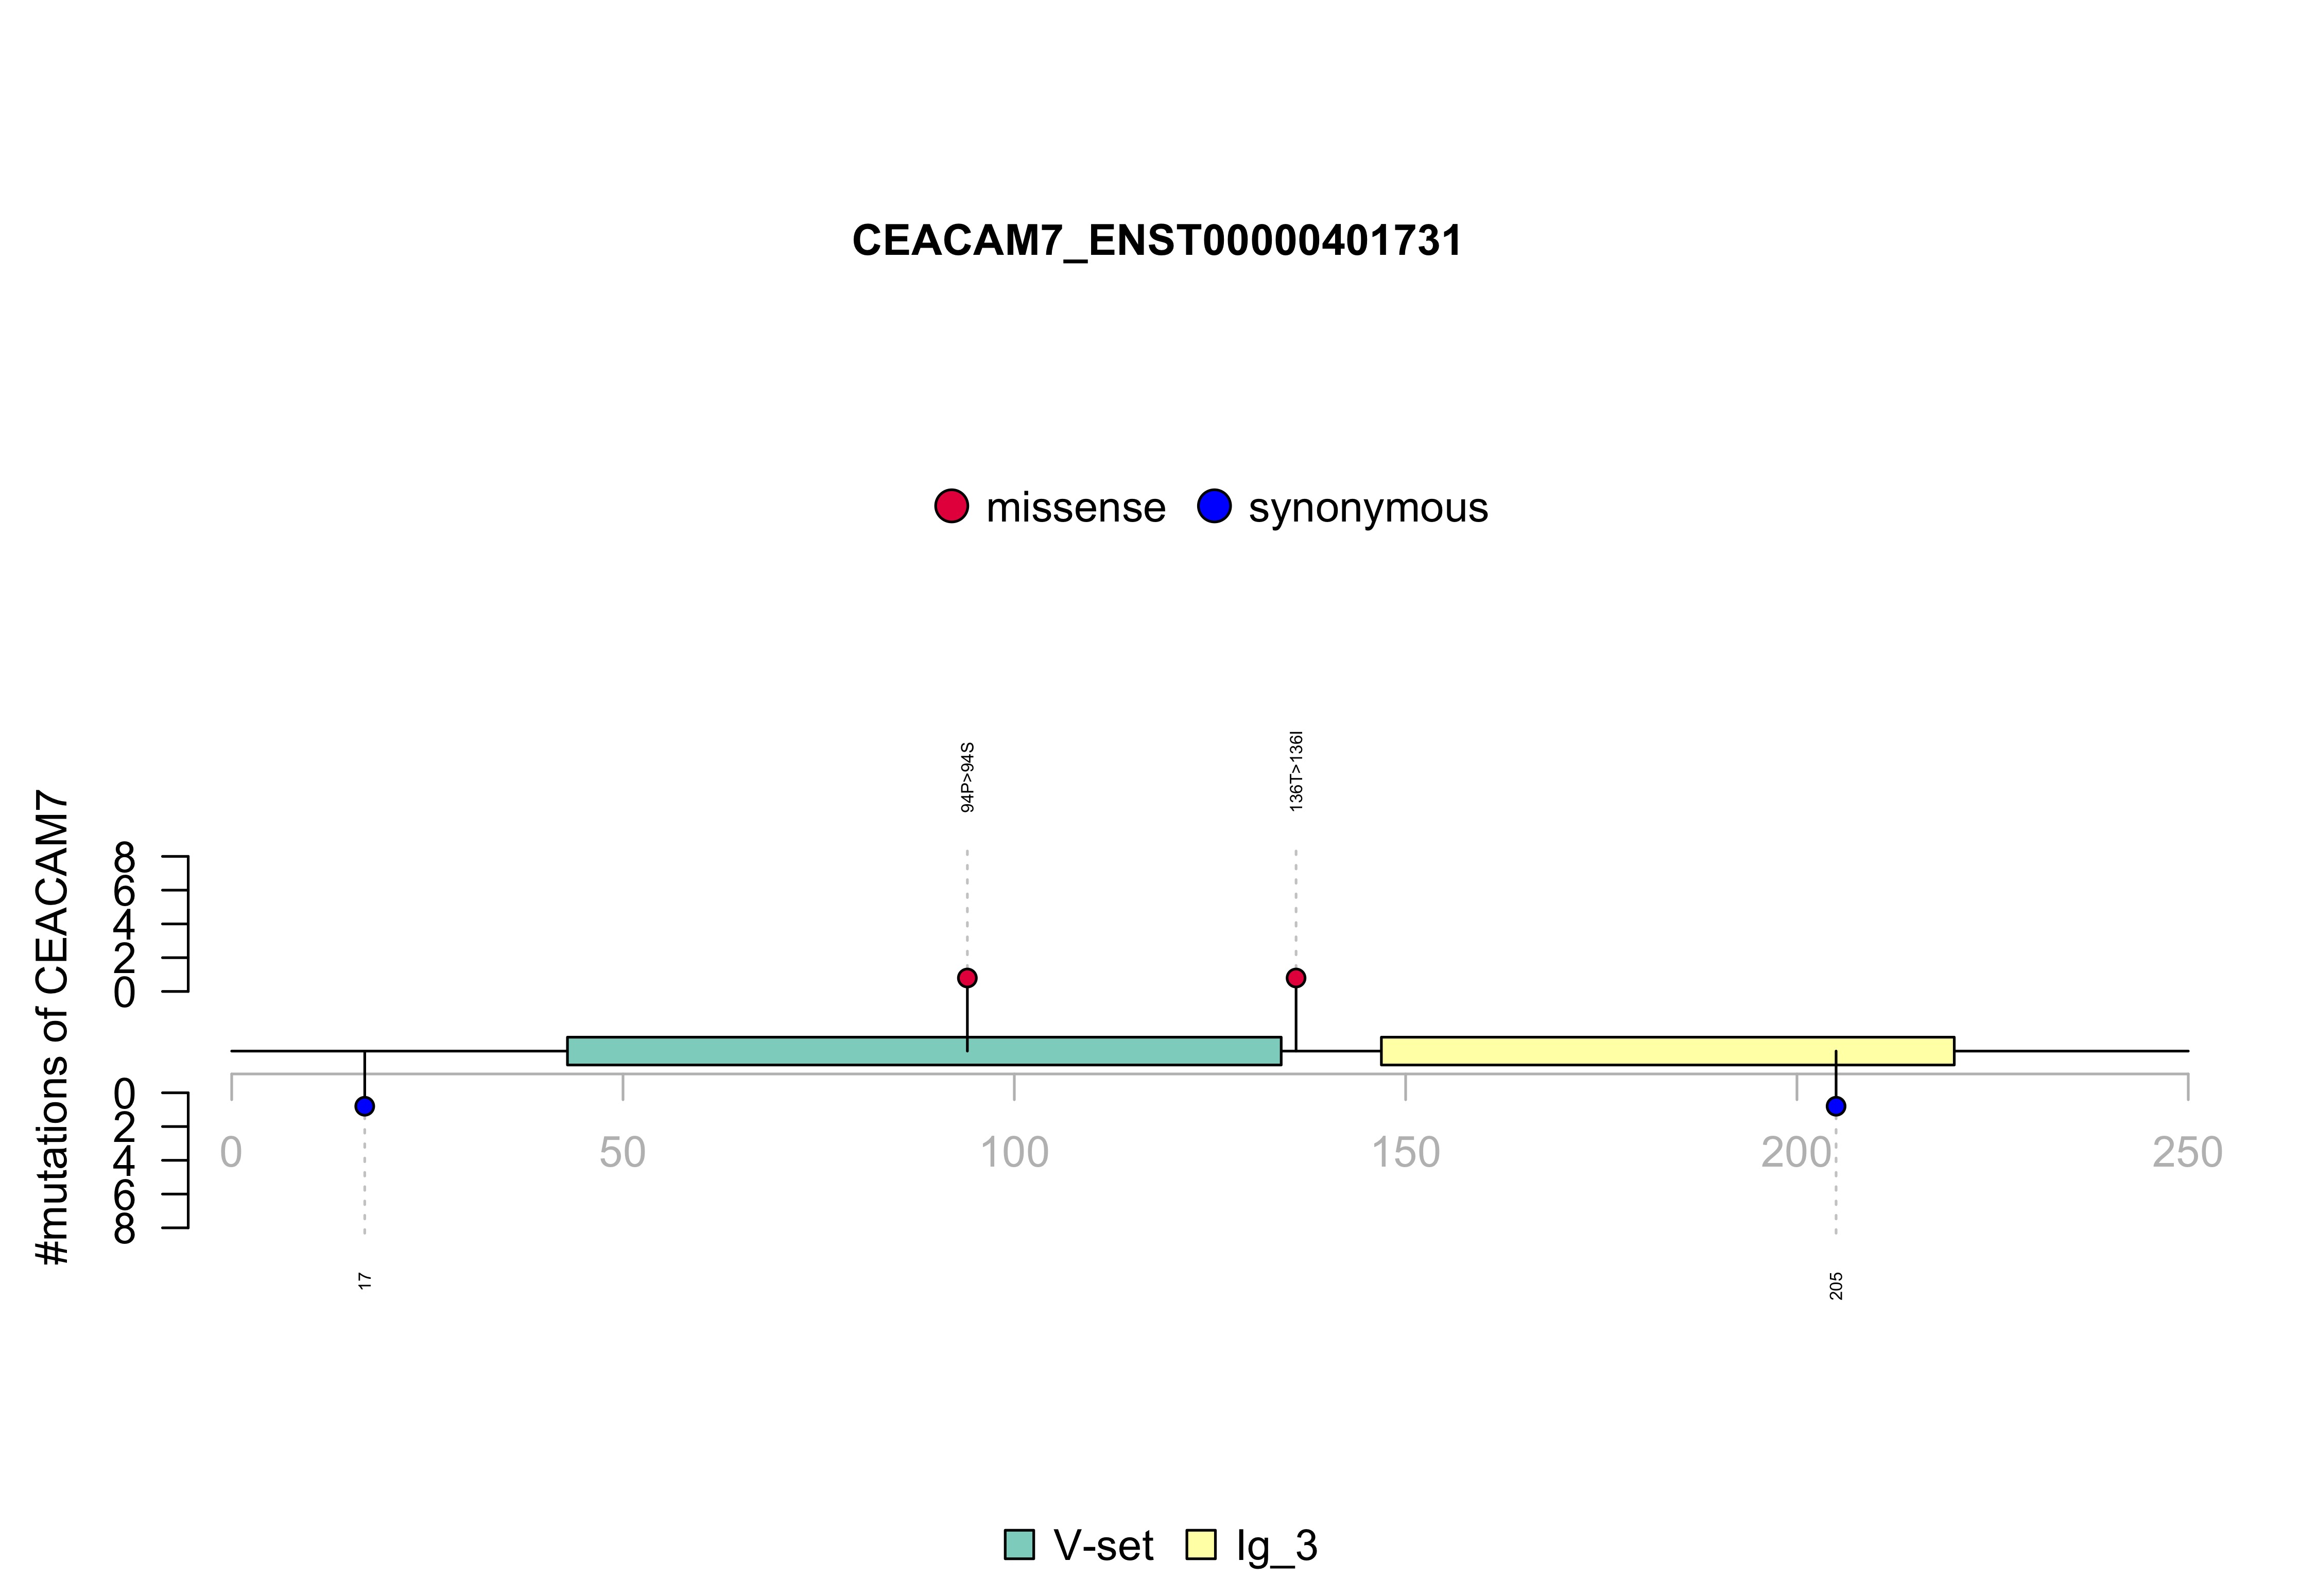 CEACAM7_ENST00000401731
missense synonymous
94P>94S
136T>136I
#mutations of CEACAM7
8
6
4
2
0
0
2
4
6
8
0 50 100 150 200 250
17
205
V-set Ig_3